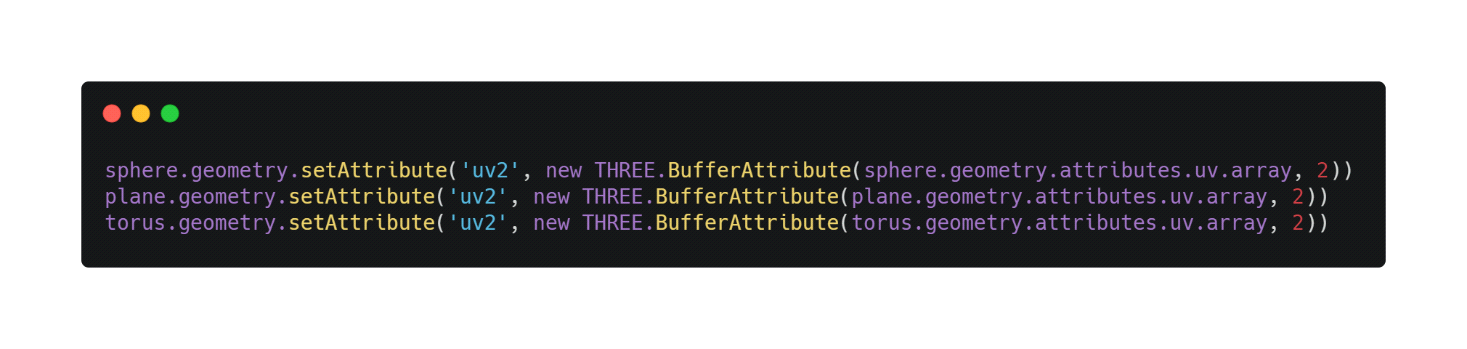 sphere.geometry.setAttribute('uv2', new THREE.BufferAttribute(sphere.geometry.attributes.uv.array, 2))
plane.geometry.setAttribute('uv2', new THREE.BufferAttribute(plane.geometry.attributes.uv.array, 2))
torus.geometry.setAttribute('uv2', new THREE.BufferAttribute(torus.geometry.attributes.uv.array, 2))